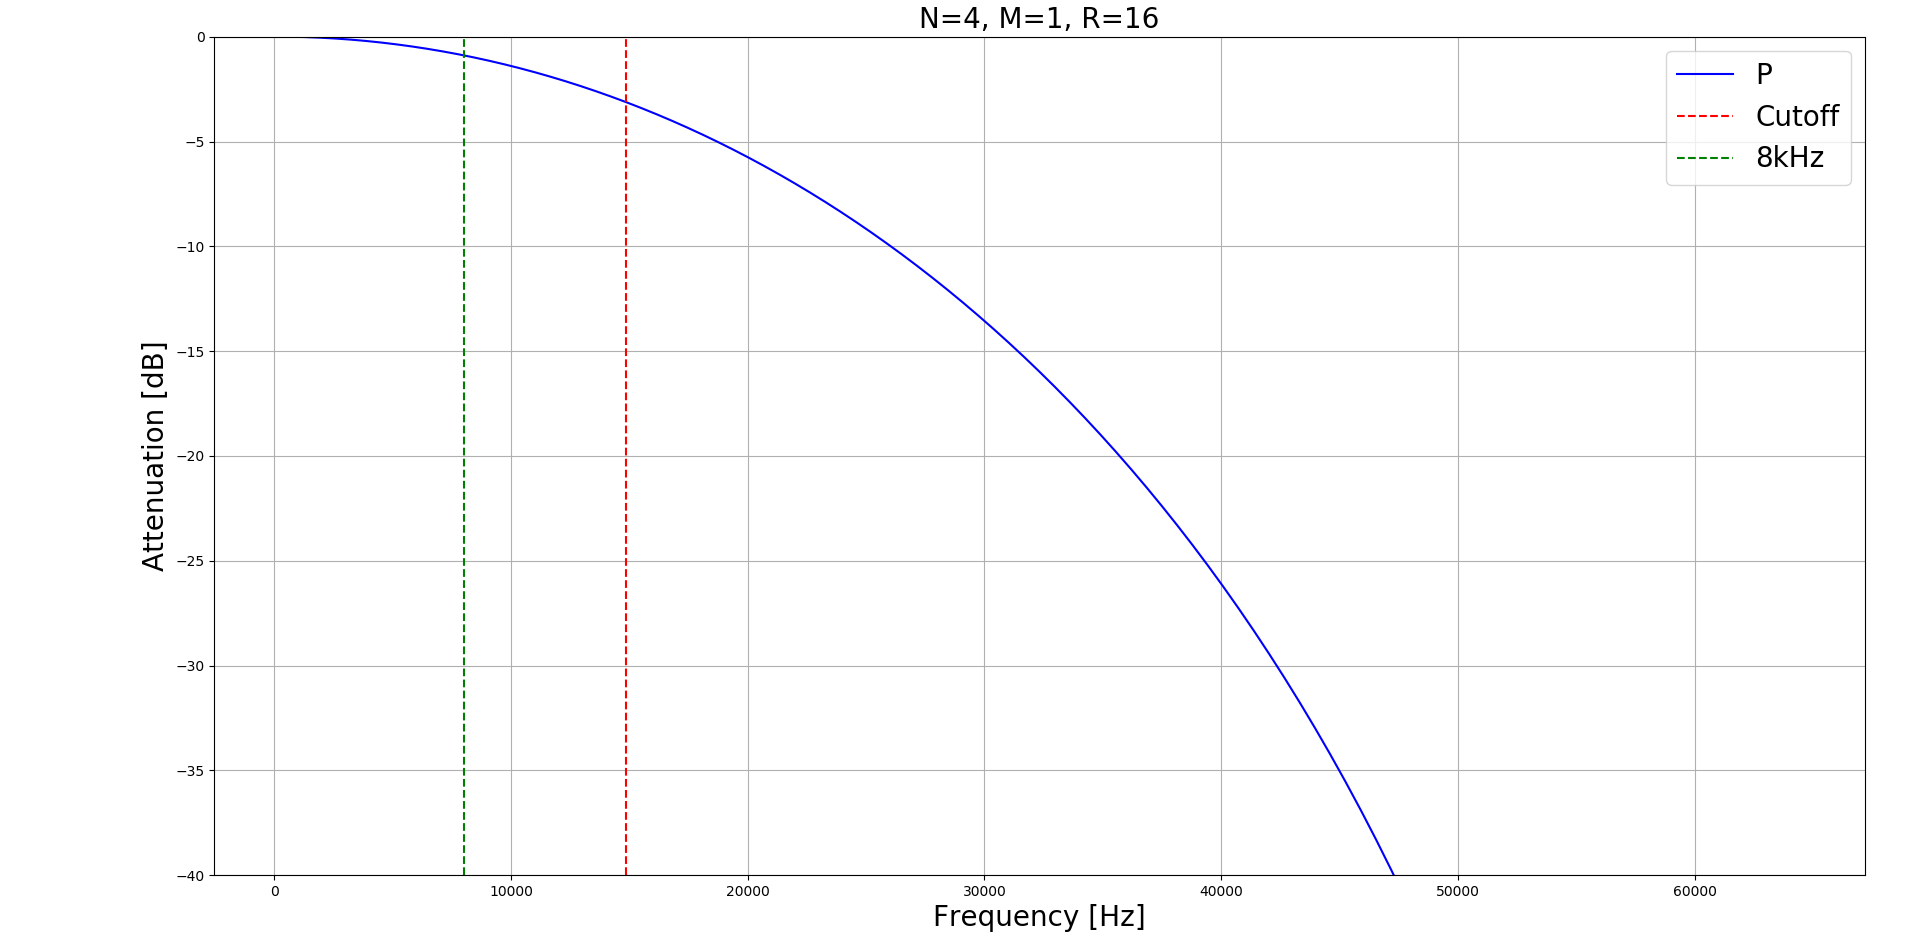 N=4, M=1, R=16
P
Cutoff
8kHz
Attenuation [dB]
0
−5
−10
−15
−20
−25
−30
−35
−40
0 10000 20000 30000 40000 50000 60000
Frequency [Hz]